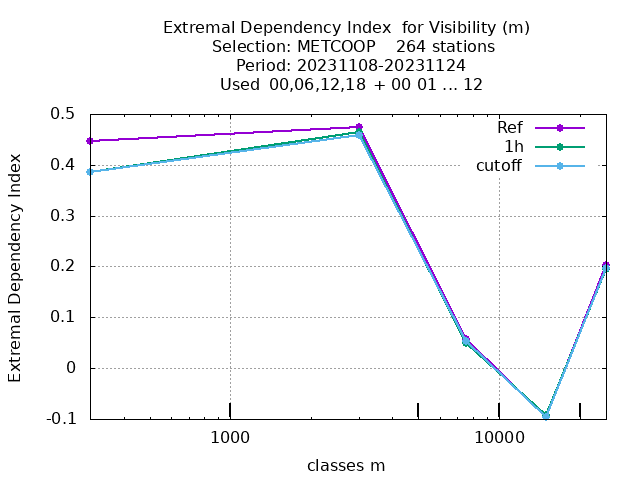 Extremal Dependency Index  for Visibility (m)
Selection: METCOOP    264 stations
Period: 20231108-20231124
Used  00,06,12,18  + 00 01 ... 12
0.5
0.4
0.3
0.2
0.1
0
-0.1
Extremal Dependency Index
Ref
1h
cutoff
1000
10000
classes m